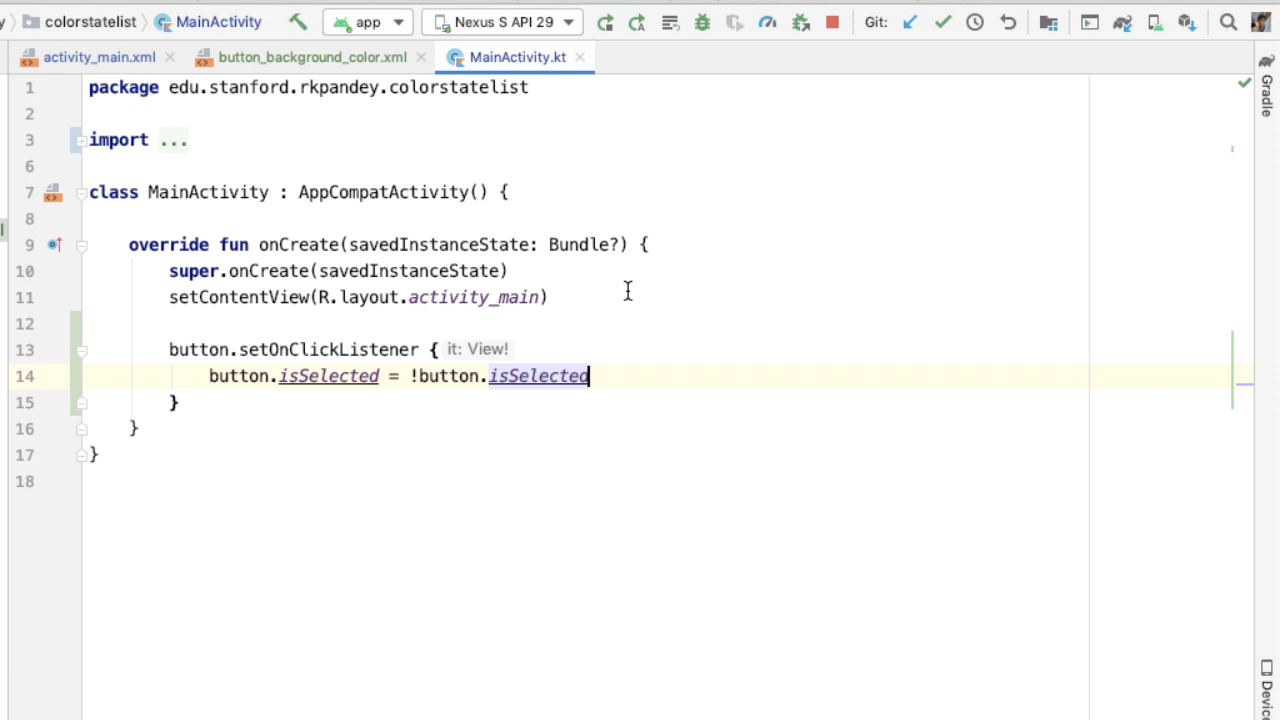 y colorstatelist MainActivity app Nexus S API 29 Git:
activity_main.xml button_background_color.xml MainActivity.kt
1 package edu.stanford.rkpandey.colorstatelist
2
3 import ...
6
7 class MainActivity : AppCompatActivity() {
8
9 override fun onCreate(savedInstanceState: Bundle?) {
10 super.onCreate(savedInstanceState)
11 setContentView(R.layout.activity_main)
12
13 button.setOnClickListener { it: View!
14 button.isSelected = !button.isSelected
15 }
16 }
17 }
18
Gradle
Devic